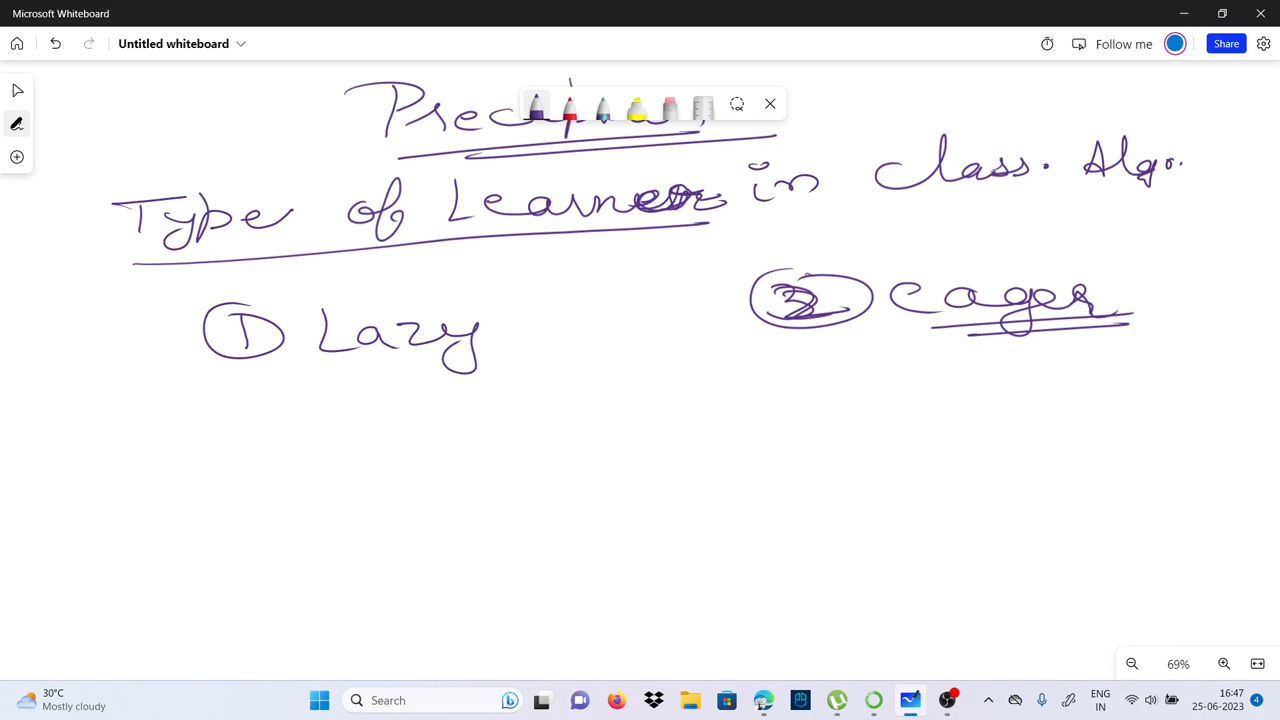 Microsoft Whiteboard
Untitled whiteboard
Follow me
Share
Type of Learner in Class. Algo.
① Lazy
② eager
69%
30°C
Mostly cloudy
Search
ENG
IN
16:47
25-06-2023
4